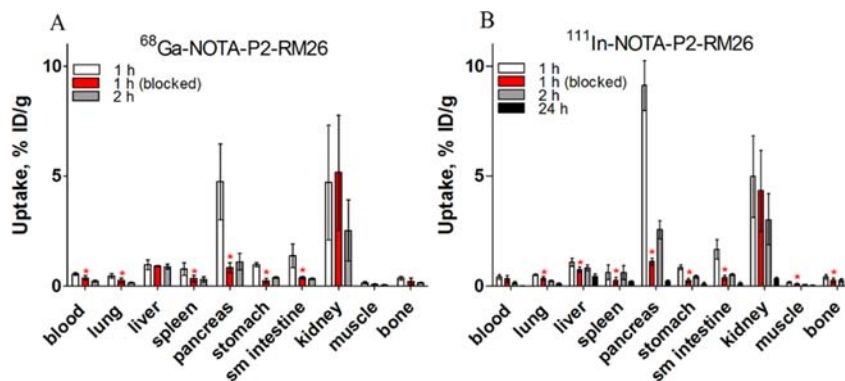 A
68Ga-NOTA-P2-RM26
10
5
0
Uptake, % ID/g
1 h
1 h (blocked)
2 h
*
*
*
*
*
*
blood
lung
liver
spleen
pancreas
stomach
sm intestine
kidney
muscle
bone
B
111In-NOTA-P2-RM26
10
5
0
Uptake, % ID/g
1 h
1 h (blocked)
2 h
24 h
*
*
*
*
*
*
*
*
blood
lung
liver
spleen
pancreas
stomach
sm intestine
kidney
muscle
bone